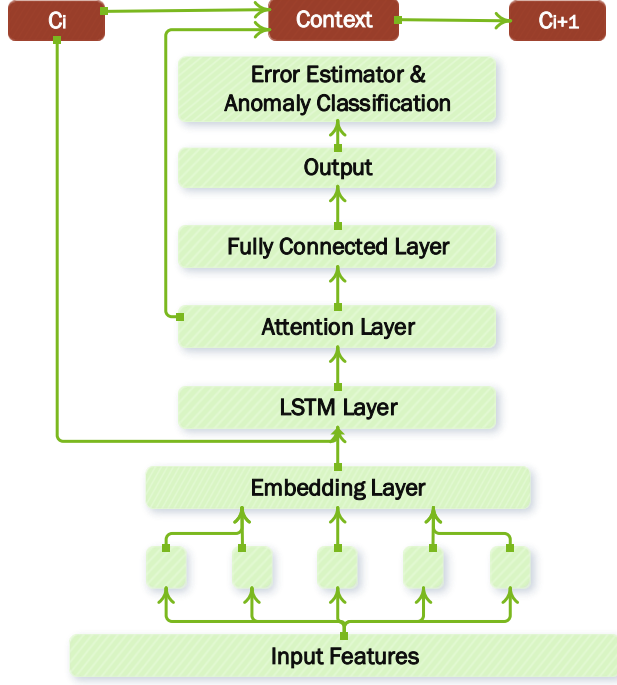 Ci
Context
Ci+1
Error Estimator &
Anomaly Classification
Output
Fully Connected Layer
Attention Layer
LSTM Layer
Embedding Layer
Input Features